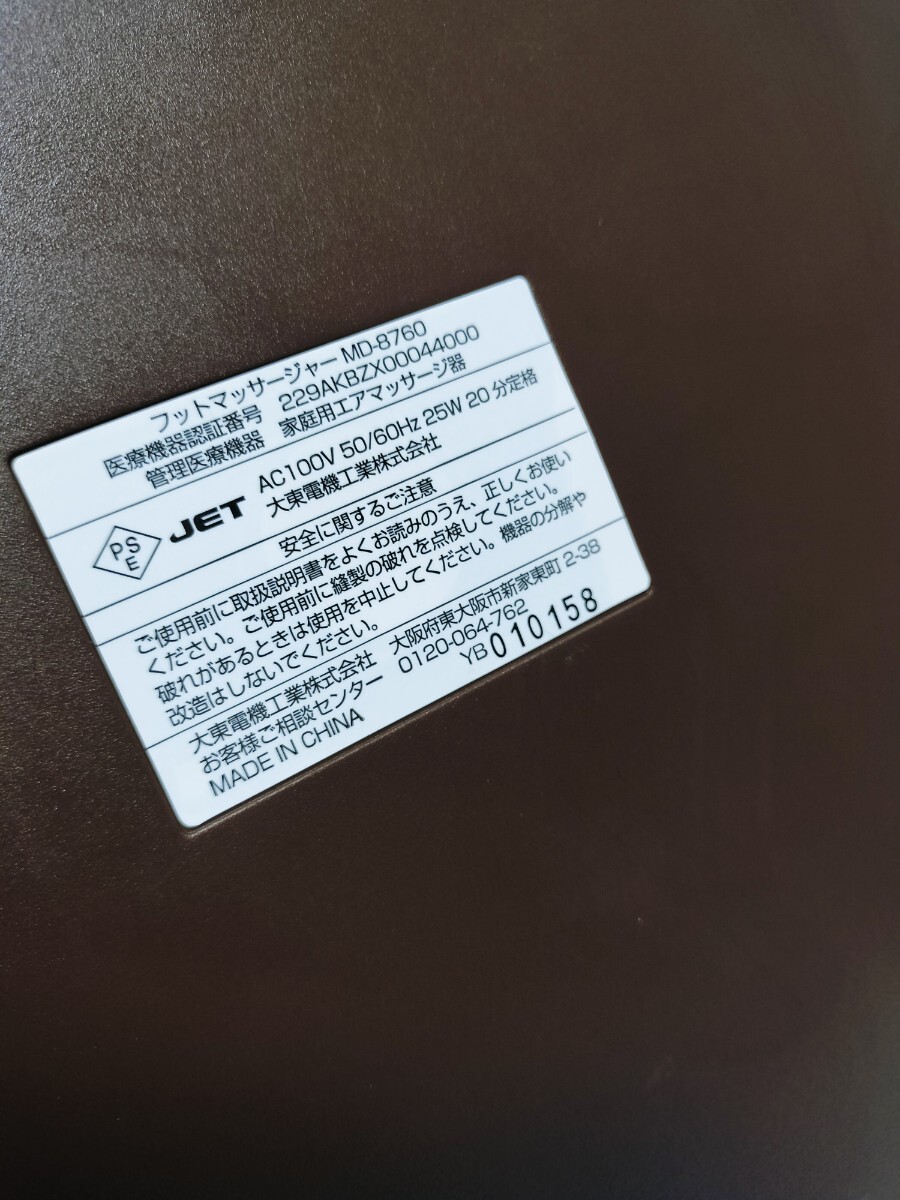 フットマッサージャー MD-8760
医療機器認証番号 229AKBZX00044000
管理医療機器 家庭用エアマッサージ器
PS
E
JET
AC100V 50/60Hz 25W 20 分定格
大東電機工業株式会社
安全に関するご注意
ご使用前に取扱説明書をよくお読みのうえ、正しくお使い
ください。ご使用前に縫製の破れを点検してください。
破れがあるときは使用を中止してください。機器の分解や
改造はしないでください。
大東電機工業株式会社 大阪府東大阪市新家東町 2-38
お客様ご相談センター 0120-064-762
MADE IN CHINA YB010158